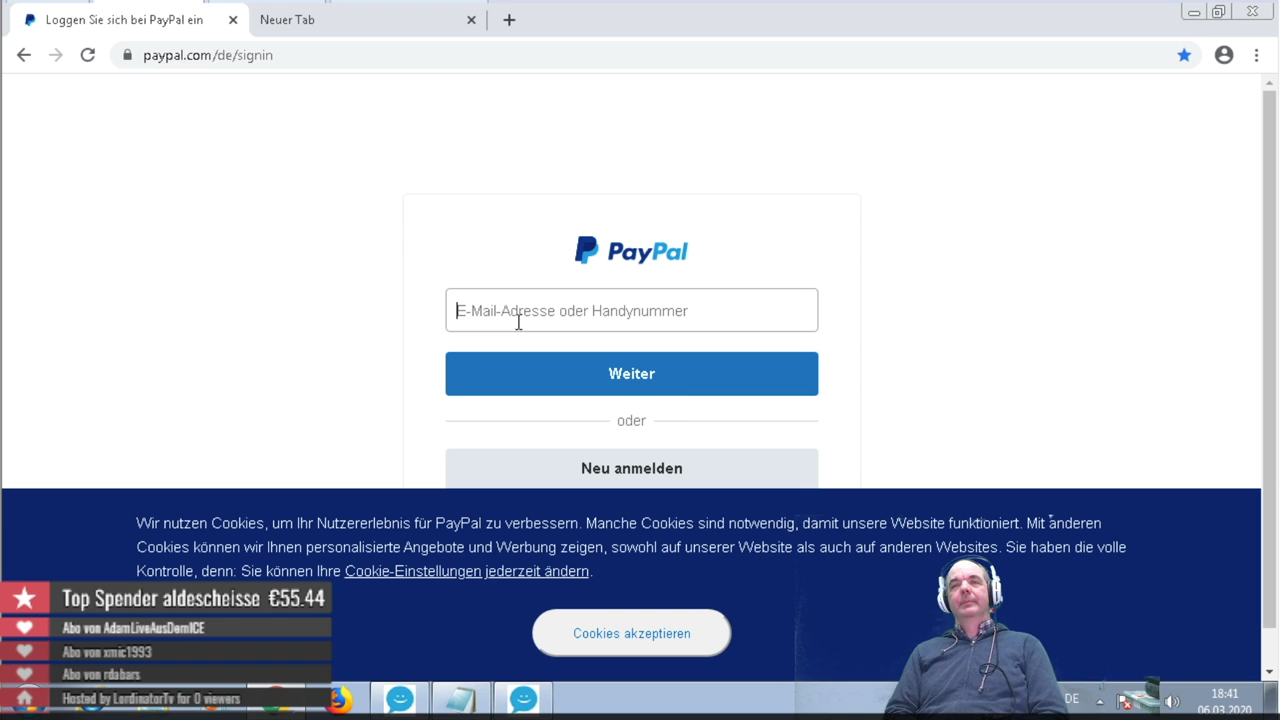 Loggen Sie sich bei PayPal ein
Neuer Tab
paypal.com/de/signin
PayPal
E-Mail-Adresse oder Handynummer
Weiter
oder
Neu anmelden
Wir nutzen Cookies, um Ihr Nutzererlebnis für PayPal zu verbessern. Manche Cookies sind notwendig, damit unsere Website funktioniert. Mit anderen
Cookies können wir Ihnen personalisierte Angebote und Werbung zeigen, sowohl auf unserer Website als auch auf anderen Websites. Sie haben die volle
Kontrolle, denn: Sie können Ihre Cookie-Einstellungen jederzeit ändern.
Cookies akzeptieren
Top Spender aldescheisse €55.44
Abo von AdamLiveAusDemICE
Abo von xmic1993
Abo von rdabars
Hosted by LordinatorTv for 0 viewers
DE
18:41
06.03.2020